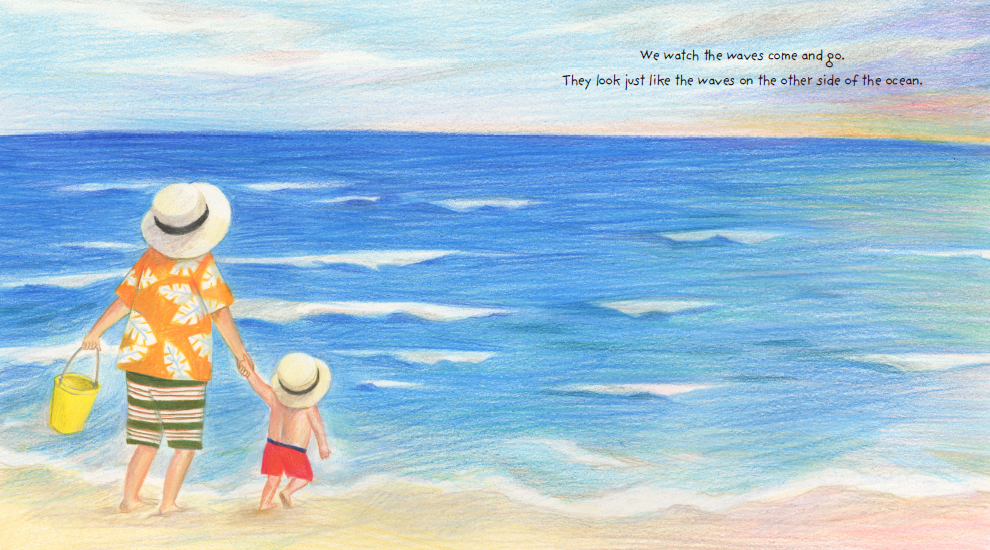 We watch the waves come and go.
They look just like the waves on the other side of the ocean.